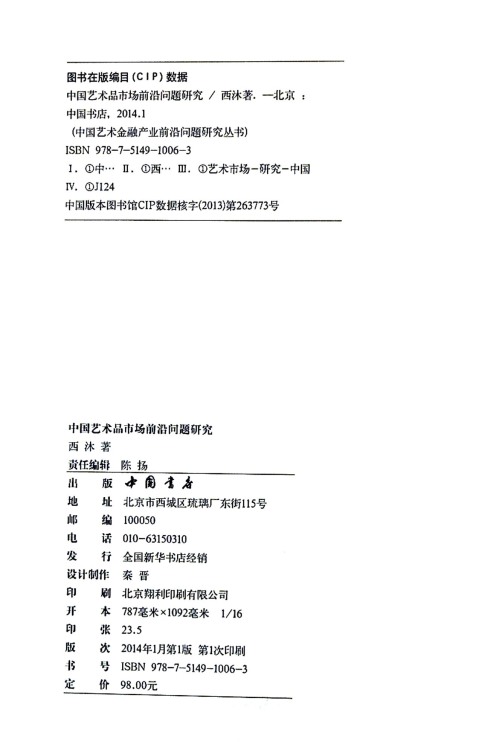 图书在版编目(CIP)数据
中国艺术品市场前沿问题研究 / 西沐著. —北京 :
中国书店, 2014.1
(中国艺术金融产业前沿问题研究丛书)
ISBN 978-7-5149-1006-3
Ⅰ. ①中… Ⅱ. ①西… Ⅲ. ①艺术市场-研究-中国
Ⅳ. ①J124
中国版本图书馆CIP数据核字(2013)第263773号
中国艺术品市场前沿问题研究
西 沐 著
责任编辑 陈 扬
出 版 中国书店
地 址 北京市西城区琉璃厂东街115号
邮 编 100050
电 话 010-63150310
发 行 全国新华书店经销
设计制作 秦 晋
印 刷 北京翔利印刷有限公司
开 本 787毫米×1092毫米 1/16
印 张 23.5
版 次 2014年1月第1版 第1次印刷
书 号 ISBN 978-7-5149-1006-3
定 价 98.00元